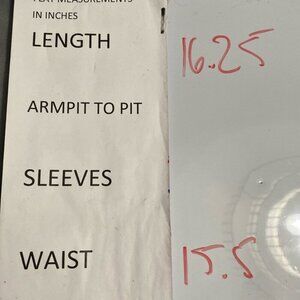 FLAT MEASUREMENTS
IN INCHES
LENGTH 16.25
ARMPIT TO PIT
SLEEVES
WAIST 15.5